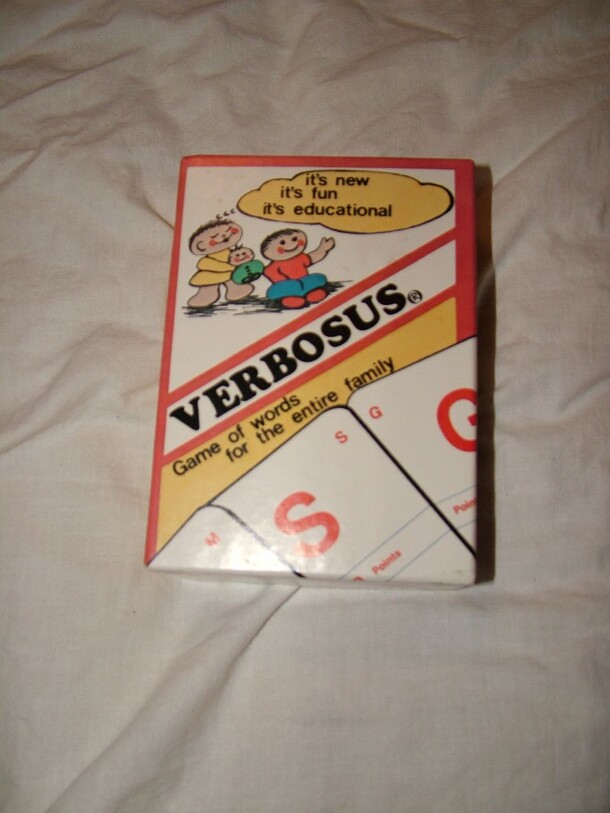 it's new
it's fun
it's educational
VERBOSUS®
Game of words
for the entire family
S G
G
M S
Points
Points